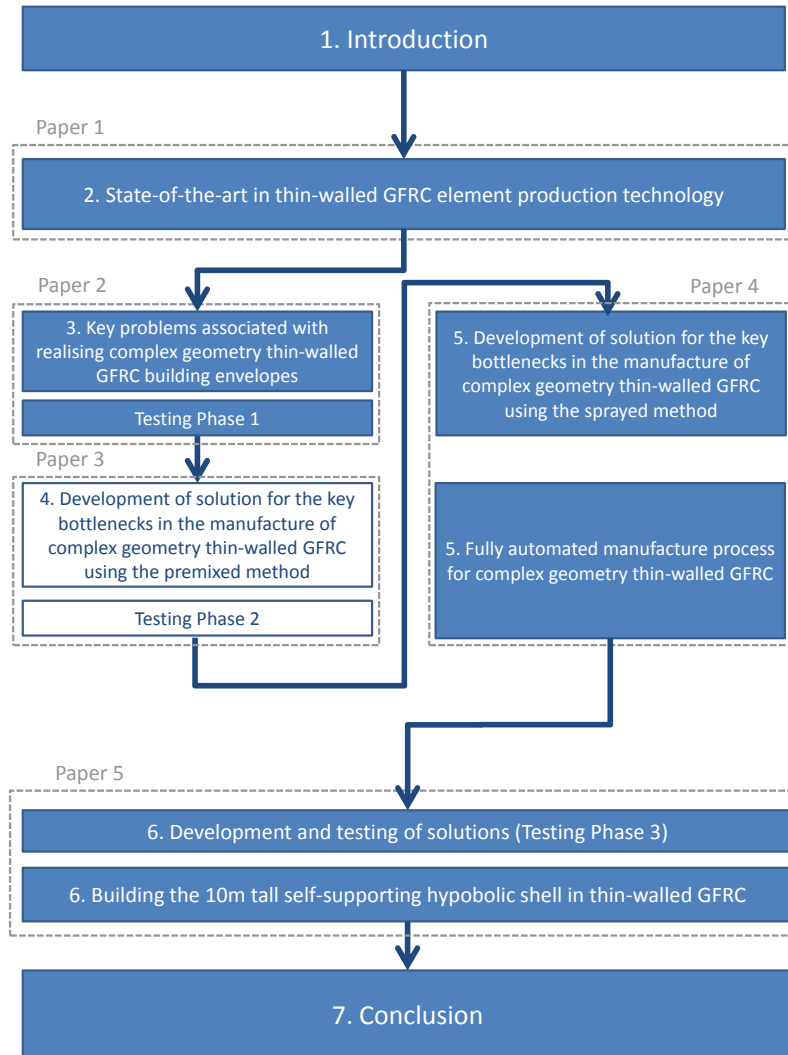 1. Introduction
Paper 1
2. State-of-the-art in thin-walled GFRC element production technology
Paper 2
3. Key problems associated with
realising complex geometry thin-walled
GFRC building envelopes
Testing Phase 1
Paper 3
4. Development of solution for the key
bottlenecks in the manufacture of
complex geometry thin-walled GFRC
using the premixed method
Testing Phase 2
Paper 4
5. Development of solution for the key
bottlenecks in the manufacture of
complex geometry thin-walled GFRC
using the sprayed method
5. Fully automated manufacture process
for complex geometry thin-walled GFRC
Paper 5
6. Development and testing of solutions (Testing Phase 3)
6. Building the 10m tall self-supporting hypobolic shell in thin-walled GFRC
7. Conclusion